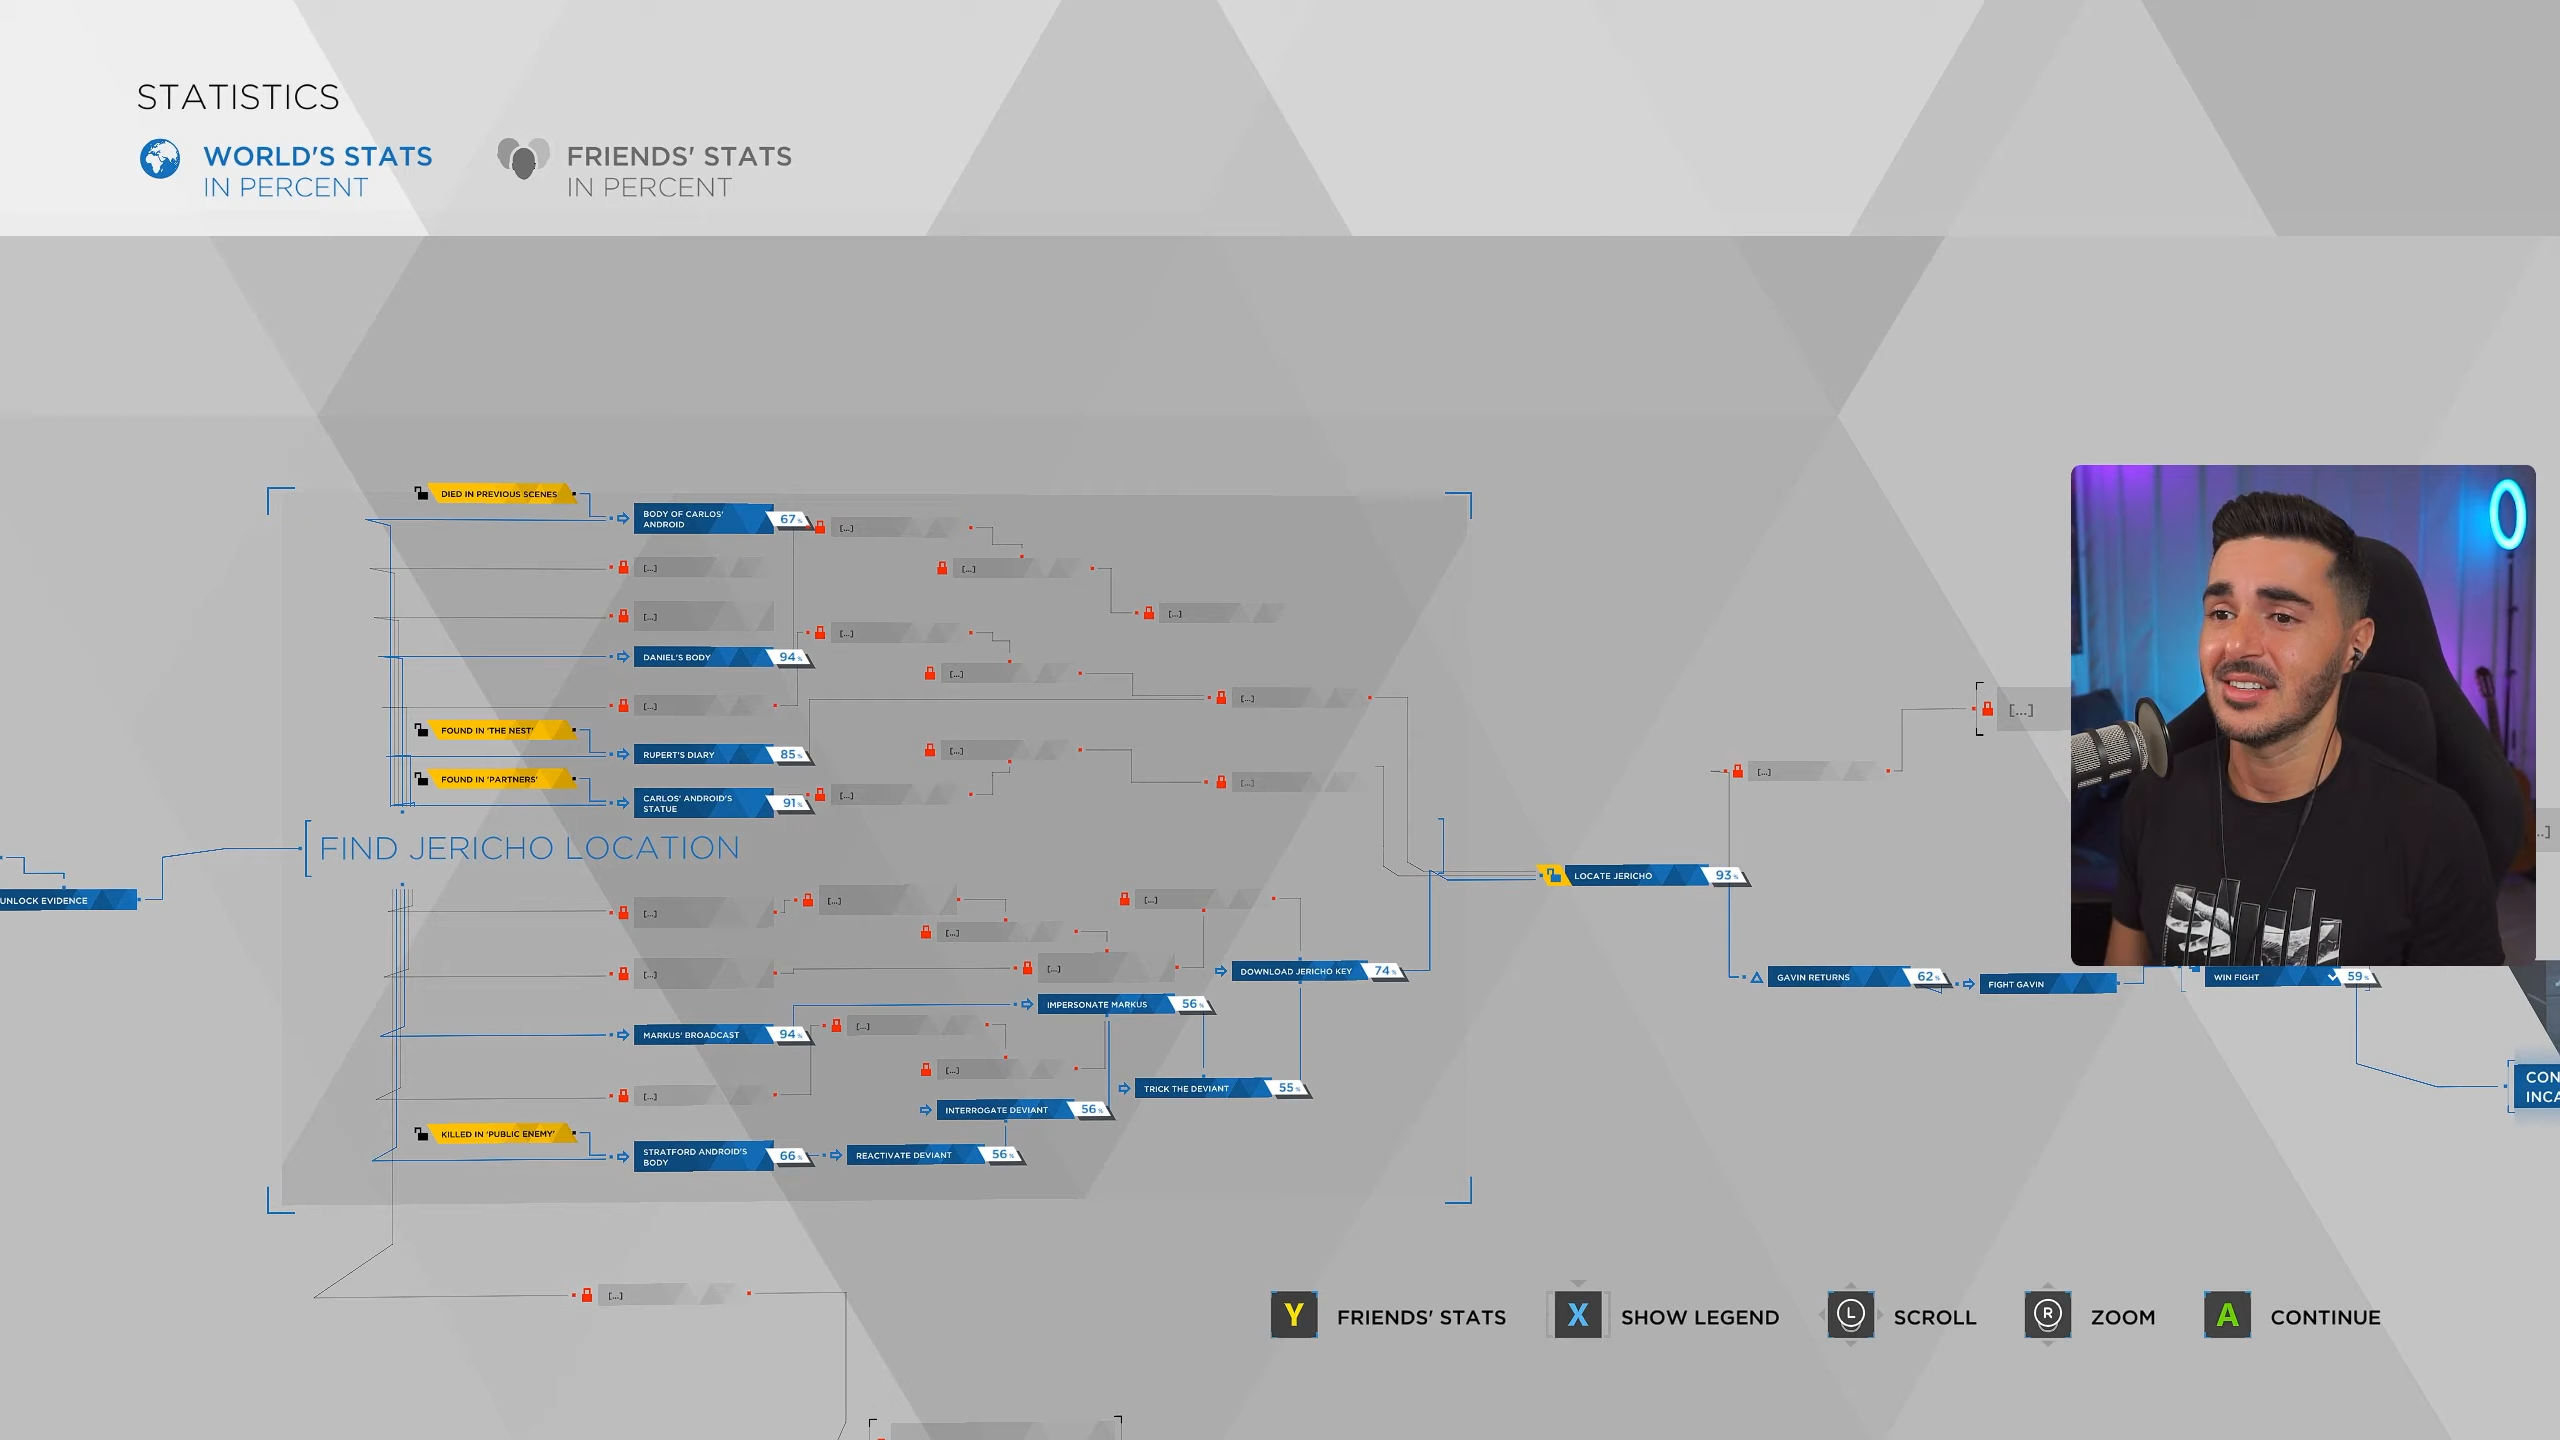 STATISTICS
WORLD'S STATS
IN PERCENT
FRIENDS' STATS
IN PERCENT
DIED IN PREVIOUS SCENES
BODY OF CARLOS'
ANDROID
67%
[...]
[...]
[...]
[...]
[...]
[...]
DANIEL'S BODY
94%
[...]
[...]
[...]
[...]
FOUND IN 'THE NEST'
RUPERT'S DIARY
85%
[...]
[...]
[...]
FOUND IN 'PARTNERS'
CARLOS' ANDROID'S
STATUE
91%
[...]
[...]
FIND JERICHO LOCATION
LOCATE JERICHO
93%
UNLOCK EVIDENCE
[...]
[...]
[...]
[...]
[...]
[...]
DOWNLOAD JERICHO KEY
74%
GAVIN RETURNS
62%
FIGHT GAVIN
WIN FIGHT
59%
IMPERSONATE MARKUS
56%
MARKUS' BROADCAST
94%
[...]
[...]
TRICK THE DEVIANT
55%
CON
INCA
[...]
INTERROGATE DEVIANT
56%
KILLED IN 'PUBLIC ENEMY'
STRATFORD ANDROID'S
BODY
66%
REACTIVATE DEVIANT
56%
[...]
Y FRIENDS' STATS X SHOW LEGEND L SCROLL R ZOOM A CONTINUE